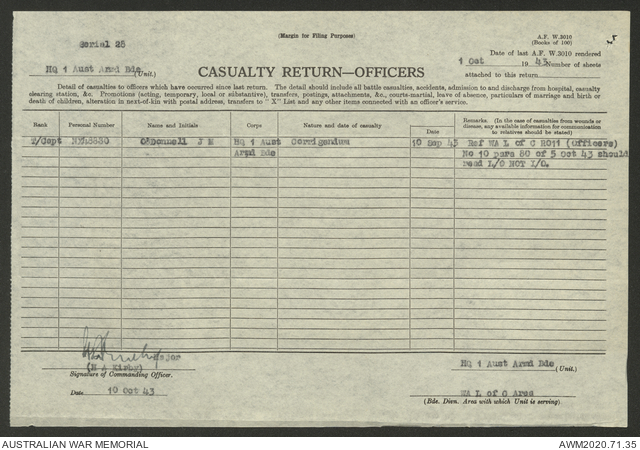 (Margin for Filing Purposes)
A.F. W.3010
(Books of 100)
Serial 25
Date of last A.F. W.3010 rendered
1 Oct 1943 Number of sheets
attached to this return
HQ 1 Aust Armd Bde. (Unit.)
CASUALTY RETURN—OFFICERS
Detail of casualties to officers which have occurred since last return. The detail should include all battle casualties, accidents, admission to and discharge from hospital, casualty
clearing station, &c. Promotions (acting, temporary, local or substantive), transfers, postings, attachments, &c., courts-martial, leave of absence, particulars of marriage and birth or
death of children, alteration in next-of-kin with postal address, transfers to "X" List and any other items connected with an officer's service.
Rank Personal Number Name and Initials Corps Nature and date of casualty Date Remarks (In the case of casualties from wounds or
disease, any available information for communication
to relatives should be stated)
T/Capt O'Donnell J E HQ 1 Aust Corrigendum 10 Sep 43 Ref WA L of C RO11 (Officers)
Armd Bde No 10 para 80 of 5 Oct 43 should
read L/O NOT I/O.
Major
(H A Kirby)
Signature of Commanding Officer.
Date 10 Oct 43
HQ 1 Aust Armd Bde (Unit.)
WA L of C Area
(Bde. Divn. Area with which Unit is serving)
AUSTRALIAN WAR MEMORIAL
AWM2020.71.35